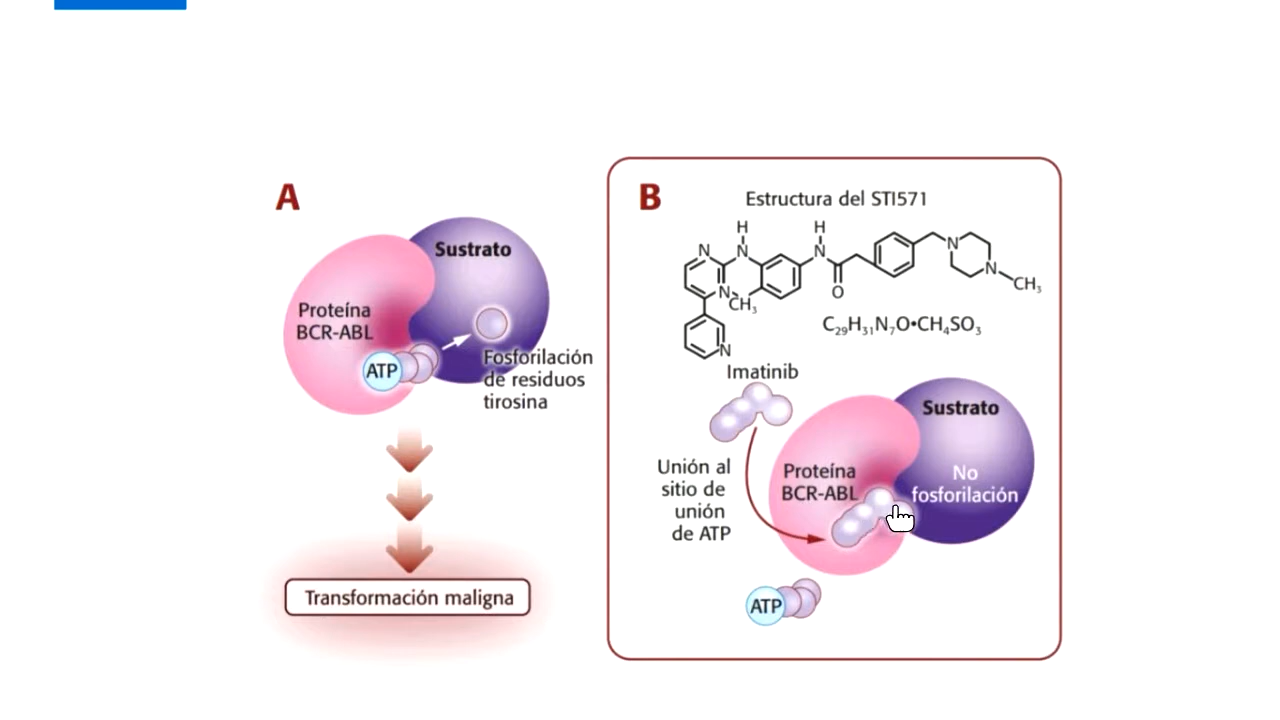 A
Sustrato
Proteína
BCR-ABL
ATP
Fosforilación
de residuos
tirosina
Transformación maligna
B
Estructura del STI571
H
H
N
N
N
N
CH₃
O
N
N
CH₃
N
C₂₉H₃₁N₇O•CH₄SO₃
Imatinib
Sustrato
Unión al
sitio de
unión
de ATP
Proteína
BCR-ABL
No
fosforilación
ATP